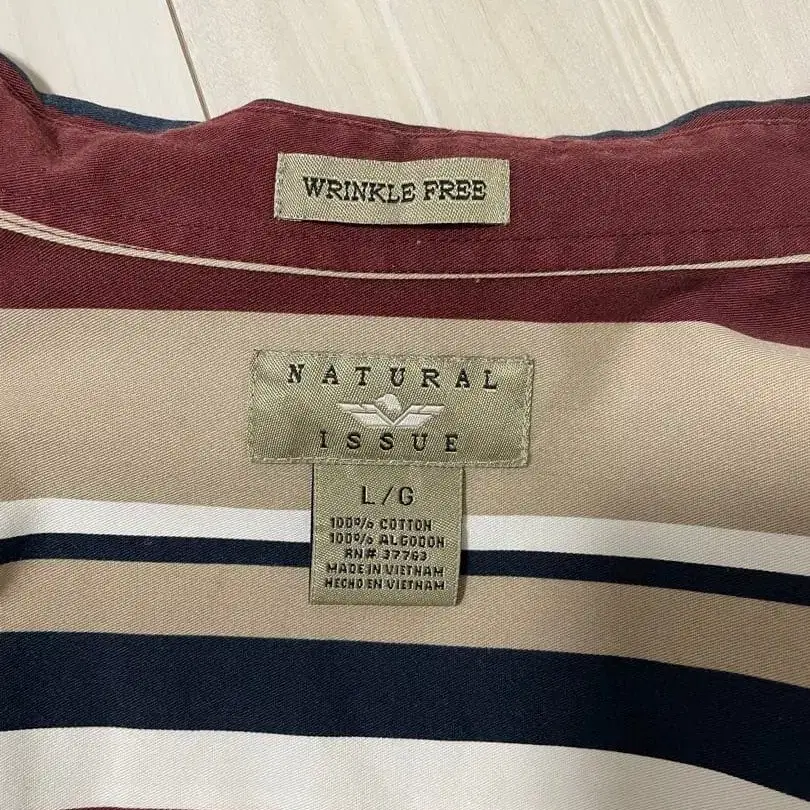 WRINKLE FREE
NATURAL
ISSUE
L/G
100% COTTON
100% ALGODON
RN# 37763
MADE IN VIETNAM
HECHO EN VIETNAM